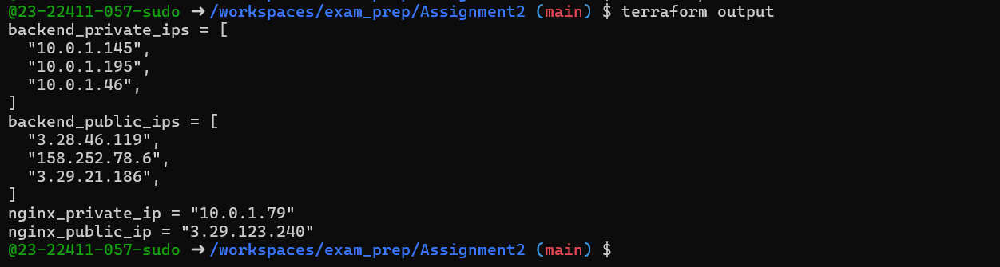 @23-22411-057-sudo ➜ /workspaces/exam_prep/Assignment2 (main) $ terraform output
backend_private_ips = [
  "10.0.1.145",
  "10.0.1.195",
  "10.0.1.46",
]
backend_public_ips = [
  "3.28.46.119",
  "158.252.78.6",
  "3.29.21.186",
]
nginx_private_ip = "10.0.1.79"
nginx_public_ip = "3.29.123.240"
@23-22411-057-sudo ➜ /workspaces/exam_prep/Assignment2 (main) $